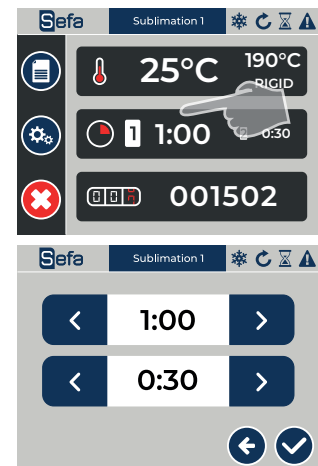 Sefa Sublimation 1
25°C 190°C
RIGID
1 1:00 2 0:30
001502
Sefa Sublimation 1
1:00
0:30